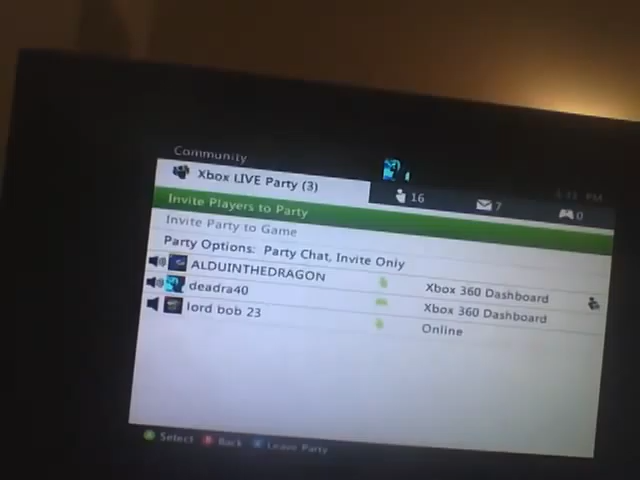 Community
Xbox LIVE Party (3)
16
7
0
Invite Players to Party
Invite Party to Game
Party Options: Party Chat, Invite Only
ALDUINTHEDRAGON Xbox 360 Dashboard
deadra40 Xbox 360 Dashboard
lord bob 23 Online
A Select B Back X Leave Party